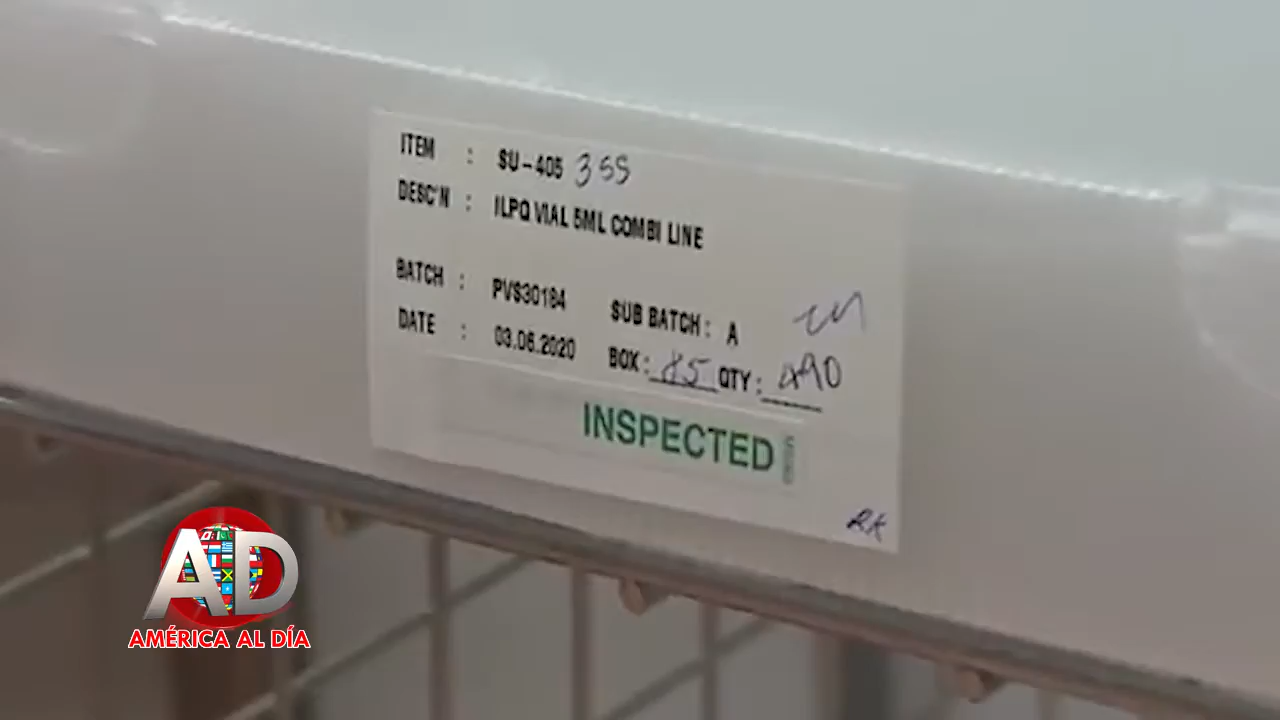 ITEM : SU-405 355
DESC'N : ILPQ VIAL 5ML COMBI LINE
BATCH : PVS30184 SUB BATCH : A
DATE : 03.06.2020 BOX : 85 QTY : 490
INSPECTED
RK
AD
AMÉRICA AL DÍA